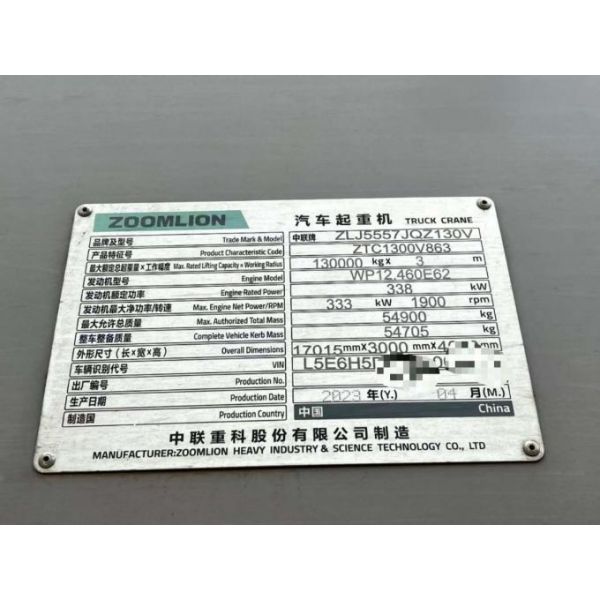 ZOOMLION 汽车起重机 TRUCK CRANE
品牌及型号 Trade Mark & Model 中联牌 ZLJ5557JQZ130V
产品特征号 Product Characteristic Code ZTC1300V863
最大额定总起重量×工作幅度 Max. Rated Lifting Capacity × Working Radius 130000 kg x 3 m
发动机型号 Engine Model WP12.460E62
发动机额定功率 Engine Rated Power 338 kW
发动机最大净功率/转速 Max. Engine Net Power/RPM 333 kW 1900 rpm
最大允许总质量 Max. Authorized Total Mass 54900
整车整备质量 Complete Vehicle Kerb Mass 54705
外形尺寸（长×宽×高） Overall Dimensions 17015mm×3000 mm×4 mm
车辆识别代号 VIN L5E6H5
出厂编号 Production No.
生产日期 Production Date 2023 年(Y.) 04 月(M.)
制造国 Production Country 中国 China
中联重科股份有限公司制造
MANUFACTURER:ZOOMLION HEAVY INDUSTRY & SCIENCE TECHNOLOGY CO., LTD